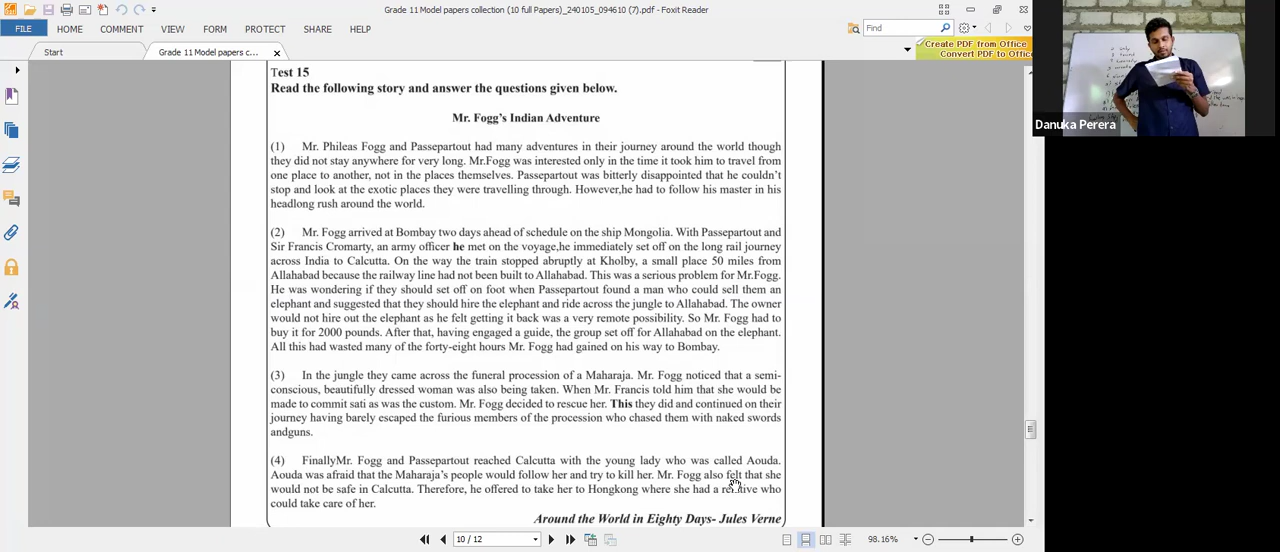 Grade 11 Model papers collection (10 full Papers)_240105_094610 (7).pdf - Foxit Reader
FILE HOME COMMENT VIEW FORM PROTECT SHARE HELP
Find
Start
Grade 11 Model papers c...
Create PDF from Office
Convert PDF to Office
Danuka Perera
Test 15
Read the following story and answer the questions given below.
Mr. Fogg's Indian Adventure
(1) Mr. Phileas Fogg and Passepartout had many adventures in their journey around the world though
they did not stay anywhere for very long. Mr.Fogg was interested only in the time it took him to travel from
one place to another, not in the places themselves. Passepartout was bitterly disappointed that he couldn't
stop and look at the exotic places they were travelling through. However,he had to follow his master in his
headlong rush around the world.
(2) Mr. Fogg arrived at Bombay two days ahead of schedule on the ship Mongolia. With Passepartout and
Sir Francis Cromarty, an army officer he met on the voyage,he immediately set off on the long rail journey
across India to Calcutta. On the way the train stopped abruptly at Kholby, a small place 50 miles from
Allahabad because the railway line had not been built to Allahabad. This was a serious problem for Mr.Fogg.
He was wondering if they should set off on foot when Passepartout found a man who could sell them an
elephant and suggested that they should hire the elephant and ride across the jungle to Allahabad. The owner
would not hire out the elephant as he felt getting it back was a very remote possibility. So Mr. Fogg had to
buy it for 2000 pounds. After that, having engaged a guide, the group set off for Allahabad on the elephant.
All this had wasted many of the forty-eight hours Mr. Fogg had gained on his way to Bombay.
(3) In the jungle they came across the funeral procession of a Maharaja. Mr. Fogg noticed that a semi-
conscious, beautifully dressed woman was also being taken. When Mr. Francis told him that she would be
made to commit sati as was the custom. Mr. Fogg decided to rescue her. This they did and continued on their
journey having barely escaped the furious members of the procession who chased them with naked swords
andguns.
(4) FinallyMr. Fogg and Passepartout reached Calcutta with the young lady who was called Aouda.
Aouda was afraid that the Maharaja's people would follow her and try to kill her. Mr. Fogg also felt that she
would not be safe in Calcutta. Therefore, he offered to take her to Hongkong where she had a relative who
could take care of her.
Around the World in Eighty Days- Jules Verne
10 / 12
98.16%